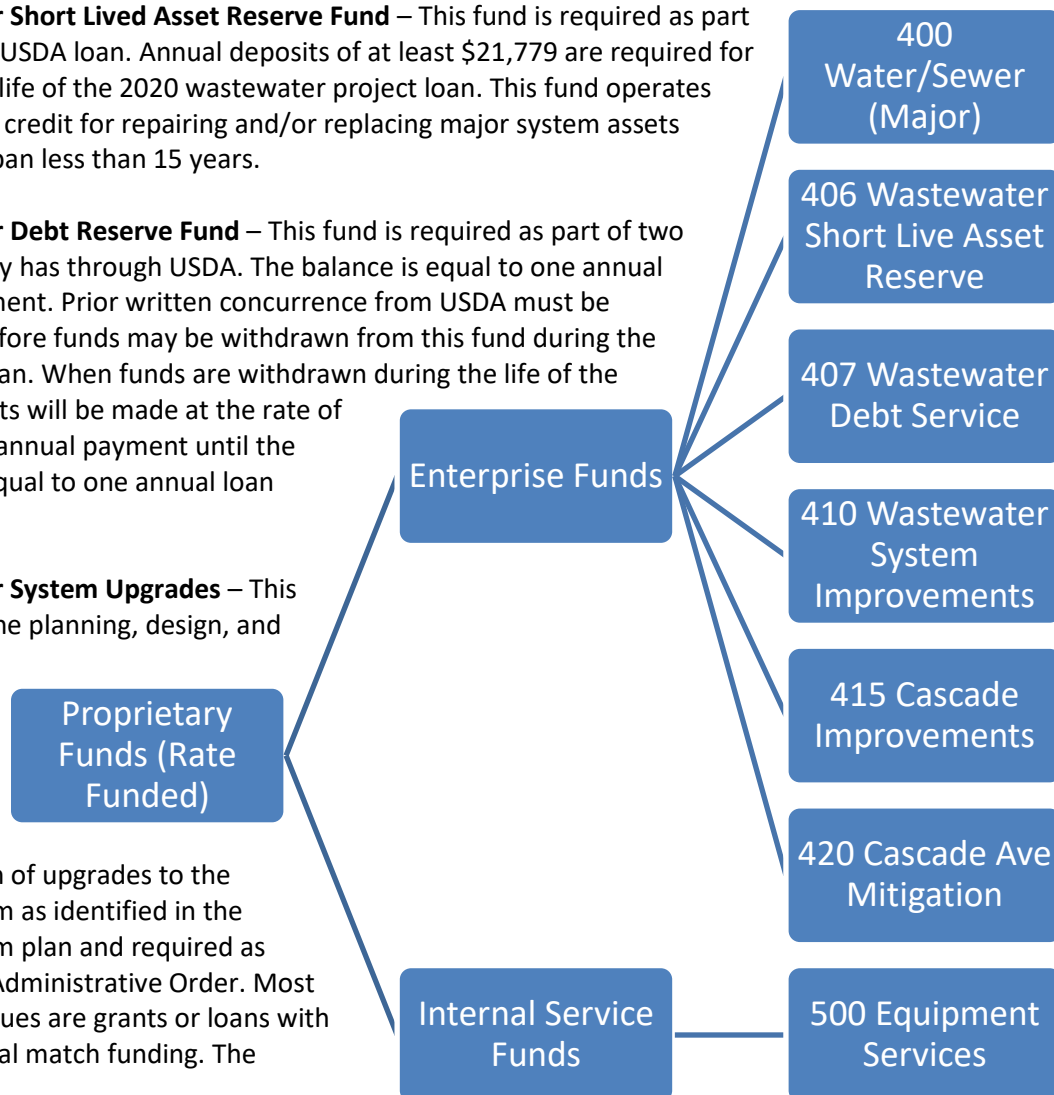 r Short Lived Asset Reserve Fund – This fund is required as part
USDA loan. Annual deposits of at least $21,779 are required for
life of the 2020 wastewater project loan. This fund operates
credit for repairing and/or replacing major system assets
pan less than 15 years.
r Debt Reserve Fund – This fund is required as part of two
y has through USDA. The balance is equal to one annual
ment. Prior written concurrence from USDA must be
fore funds may be withdrawn from this fund during the
an. When funds are withdrawn during the life of the
ts will be made at the rate of
annual payment until the
qual to one annual loan
r System Upgrades – This
ne planning, design, and
n of upgrades to the
m as identified in the
m plan and required as
Administrative Order. Most
ues are grants or loans with
al match funding. The
Proprietary
Funds (Rate
Funded)
Enterprise Funds
400
Water/Sewer
(Major)
406 Wastewater
Short Live Asset
Reserve
407 Wastewater
Debt Service
410 Wastewater
System
Improvements
415 Cascade
Improvements
420 Cascade Ave
Mitigation
Internal Service
Funds
500 Equipment
Services